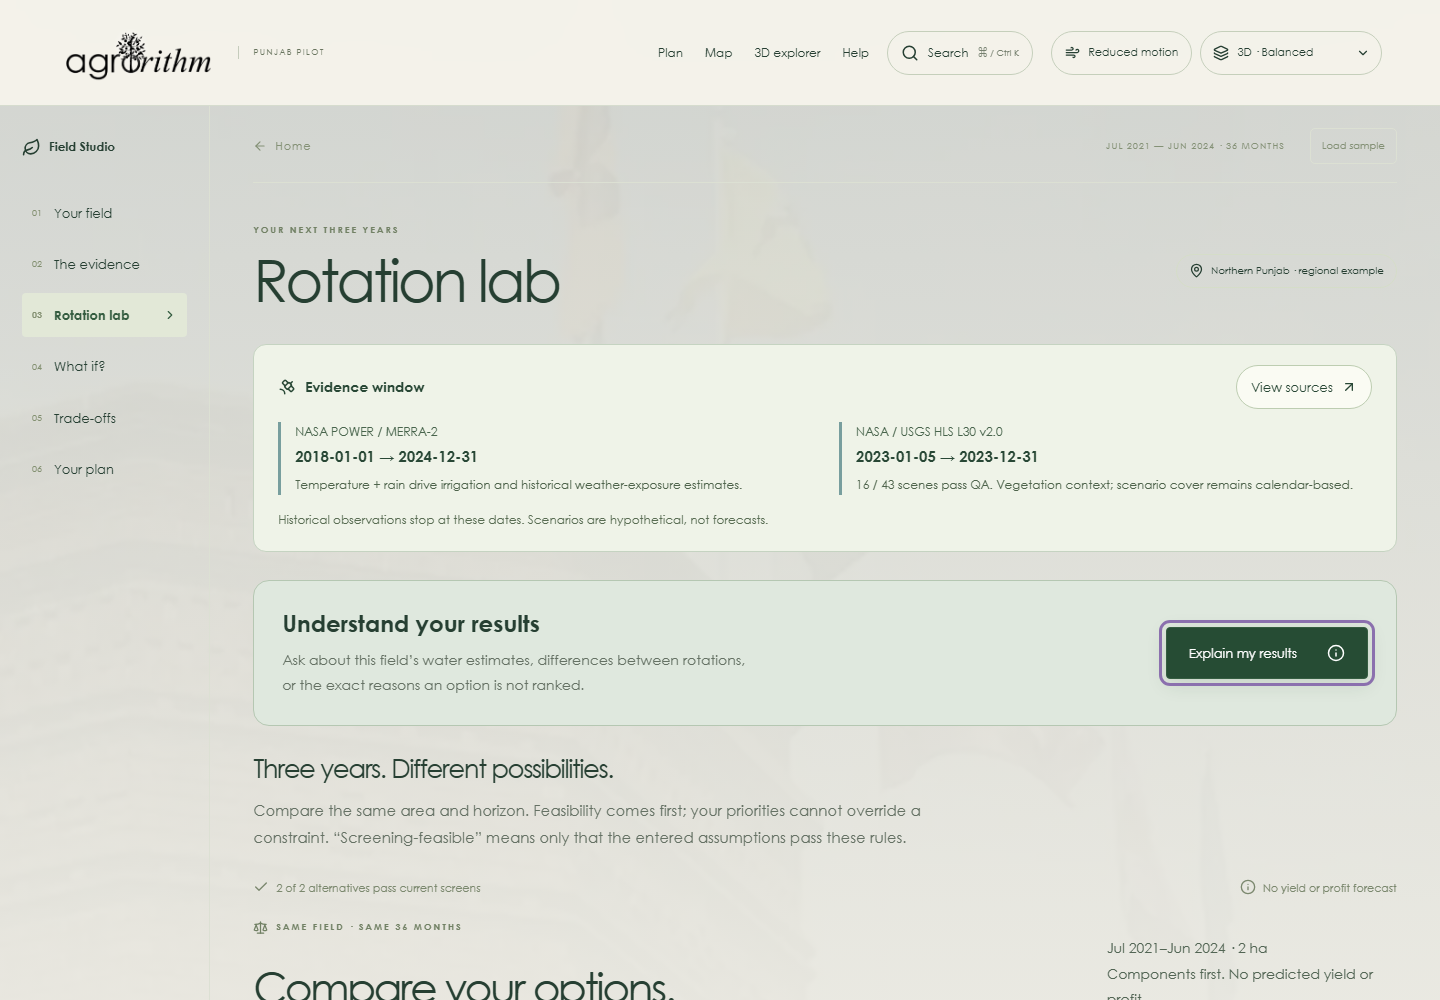 agrorithm
PUNJAB PILOT
Plan
Map
3D explorer
Help
Search ⌘ / Ctrl K
Reduced motion
3D · Balanced
Field Studio
01 Your field
02 The evidence
03 Rotation lab
04 What if?
05 Trade-offs
06 Your plan
Home
JUL 2021 — JUN 2024 · 36 MONTHS
Load sample
YOUR NEXT THREE YEARS
Rotation lab
Northern Punjab · regional example
Evidence window
View sources
NASA POWER / MERRA-2
2018-01-01 → 2024-12-31
Temperature + rain drive irrigation and historical weather-exposure estimates.
NASA / USGS HLS L30 v2.0
2023-01-05 → 2023-12-31
16 / 43 scenes pass QA. Vegetation context; scenario cover remains calendar-based.
Historical observations stop at these dates. Scenarios are hypothetical, not forecasts.
Understand your results
Ask about this field’s water estimates, differences between rotations,
or the exact reasons an option is not ranked.
Explain my results
Three years. Different possibilities.
Compare the same area and horizon. Feasibility comes first; your priorities cannot override a
constraint. “Screening-feasible” means only that the entered assumptions pass these rules.
2 of 2 alternatives pass current screens
No yield or profit forecast
SAME FIELD · SAME 36 MONTHS
Compare your options.
Jul 2021–Jun 2024 · 2 ha
Components first. No predicted yield or
profit.